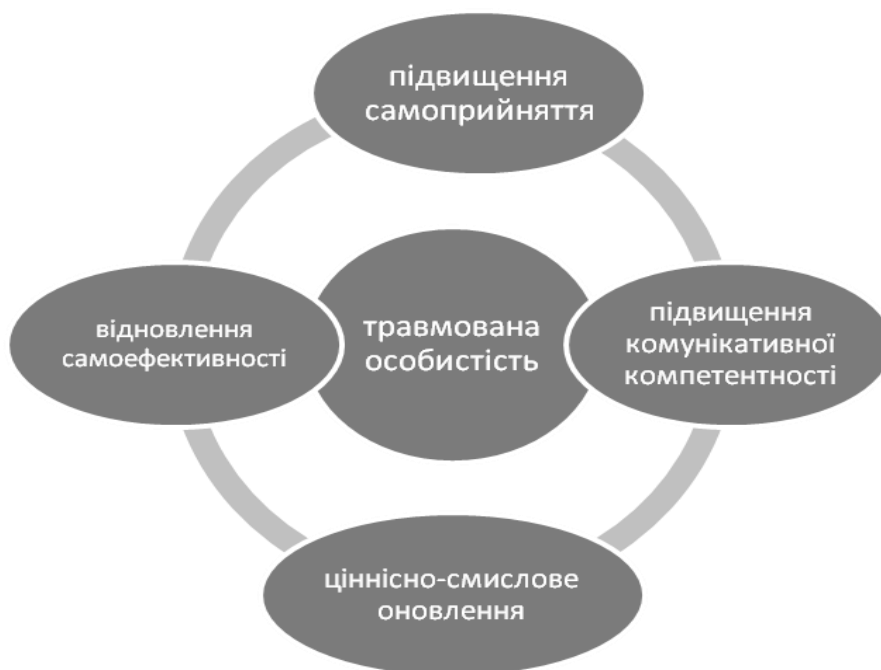 підвищення
самоприйняття
відновлення
самоефективності
травмована
особистість
підвищення
комунікативної
компетентності
ціннісно-смислове
оновлення